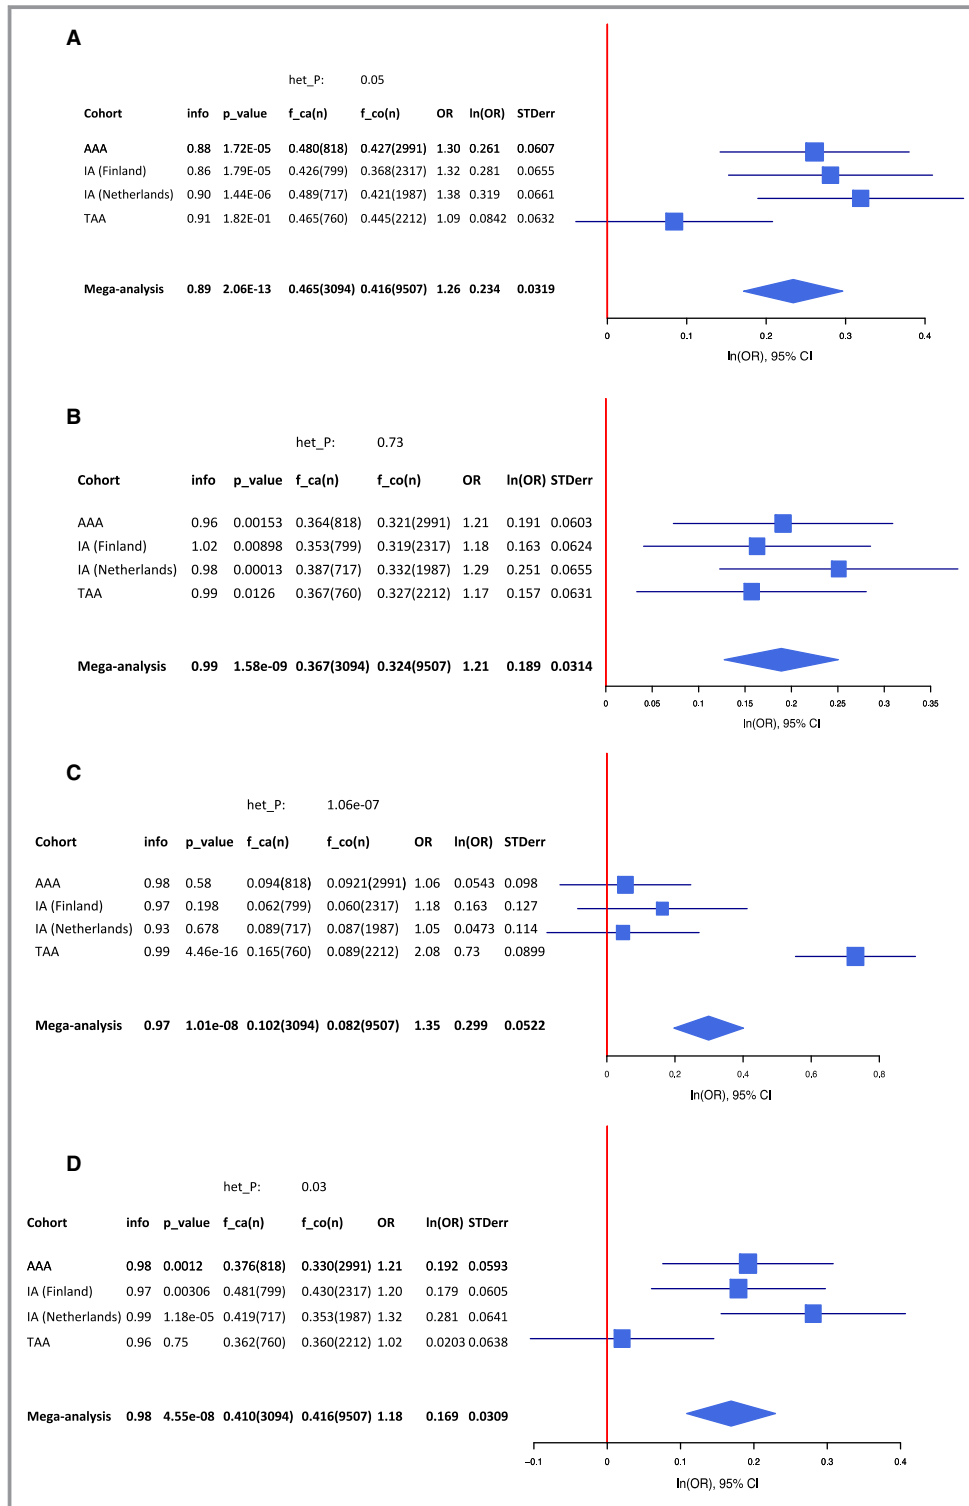 A
het_P: 0.05
Cohort info p_value f_ca(n) f_co(n) OR ln(OR) STDerr
AAA 0.88 1.72E-05 0.480(818) 0.427(2991) 1.30 0.261 0.0607
IA (Finland) 0.86 1.79E-05 0.426(799) 0.368(2317) 1.32 0.281 0.0655
IA (Netherlands) 0.90 1.44E-06 0.489(717) 0.421(1987) 1.38 0.319 0.0661
TAA 0.91 1.82E-01 0.465(760) 0.445(2212) 1.09 0.0842 0.0632
Mega-analysis 0.89 2.06E-13 0.465(3094) 0.416(9507) 1.26 0.234 0.0319
0 0.1 0.2 0.3 0.4
ln(OR), 95% CI
B
het_P: 0.73
Cohort info p_value f_ca(n) f_co(n) OR ln(OR) STDerr
AAA 0.96 0.00153 0.364(818) 0.321(2991) 1.21 0.191 0.0603
IA (Finland) 1.02 0.00898 0.353(799) 0.319(2317) 1.18 0.163 0.0624
IA (Netherlands) 0.98 0.00013 0.387(717) 0.332(1987) 1.29 0.251 0.0655
TAA 0.99 0.0126 0.367(760) 0.327(2212) 1.17 0.157 0.0631
Mega-analysis 0.99 1.58e-09 0.367(3094) 0.324(9507) 1.21 0.189 0.0314
0 0.05 0.1 0.15 0.2 0.25 0.3 0.35
ln(OR), 95% CI
C
het_P: 1.06e-07
Cohort info p_value f_ca(n) f_co(n) OR ln(OR) STDerr
AAA 0.98 0.58 0.094(818) 0.0921(2991) 1.06 0.0543 0.098
IA (Finland) 0.97 0.198 0.062(799) 0.060(2317) 1.18 0.163 0.127
IA (Netherlands) 0.93 0.678 0.089(717) 0.087(1987) 1.05 0.0473 0.114
TAA 0.99 4.46e-16 0.165(760) 0.089(2212) 2.08 0.73 0.0899
Mega-analysis 0.97 1.01e-08 0.102(3094) 0.082(9507) 1.35 0.299 0.0522
0 0.2 0.4 0.6 0.8
ln(OR), 95% CI
D
het_P: 0.03
Cohort info p_value f_ca(n) f_co(n) OR ln(OR) STDerr
AAA 0.98 0.0012 0.376(818) 0.330(2991) 1.21 0.192 0.0593
IA (Finland) 0.97 0.00306 0.481(799) 0.430(2317) 1.20 0.179 0.0605
IA (Netherlands) 0.99 1.18e-05 0.419(717) 0.353(1987) 1.32 0.281 0.0641
TAA 0.96 0.75 0.362(760) 0.360(2212) 1.02 0.0203 0.0638
Mega-analysis 0.98 4.55e-08 0.410(3094) 0.416(9507) 1.18 0.169 0.0309
−0.1 0 0.1 0.2 0.3 0.4
ln(OR), 95% CI